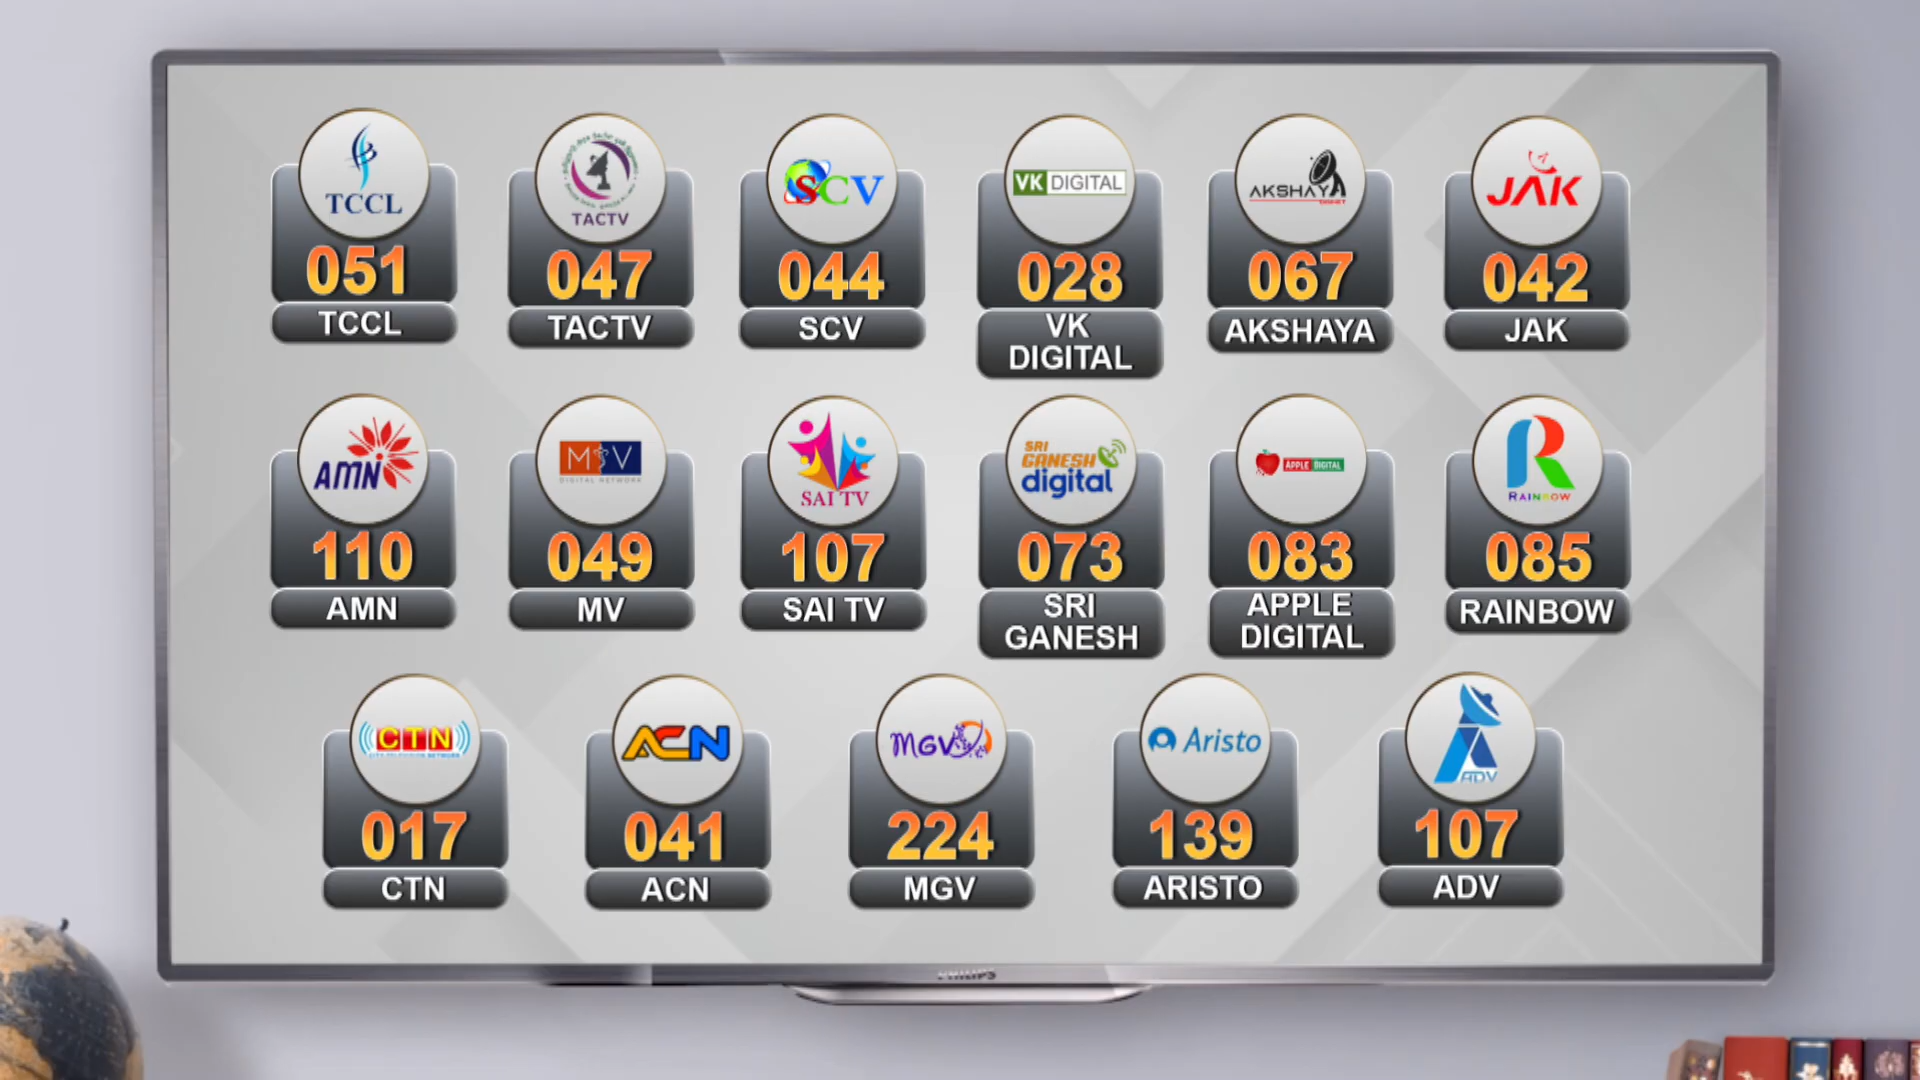 TCCL
TACTV
SCV
VK DIGITAL
AKSHAYA
JAK
051
047
044
028
067
042
TCCL
TACTV
SCV
VK
DIGITAL
AKSHAYA
JAK
AMN
MV
DIGITAL NETWORK
SAI TV
SRI
GANESH
digital
APPLE DIGITAL
RAINBOW
110
049
107
073
083
085
AMN
MV
SAI TV
SRI
GANESH
APPLE
DIGITAL
RAINBOW
CTN
ACN
MGV
Aristo
ADV
017
041
224
139
107
CTN
ACN
MGV
ARISTO
ADV
PHILIPS